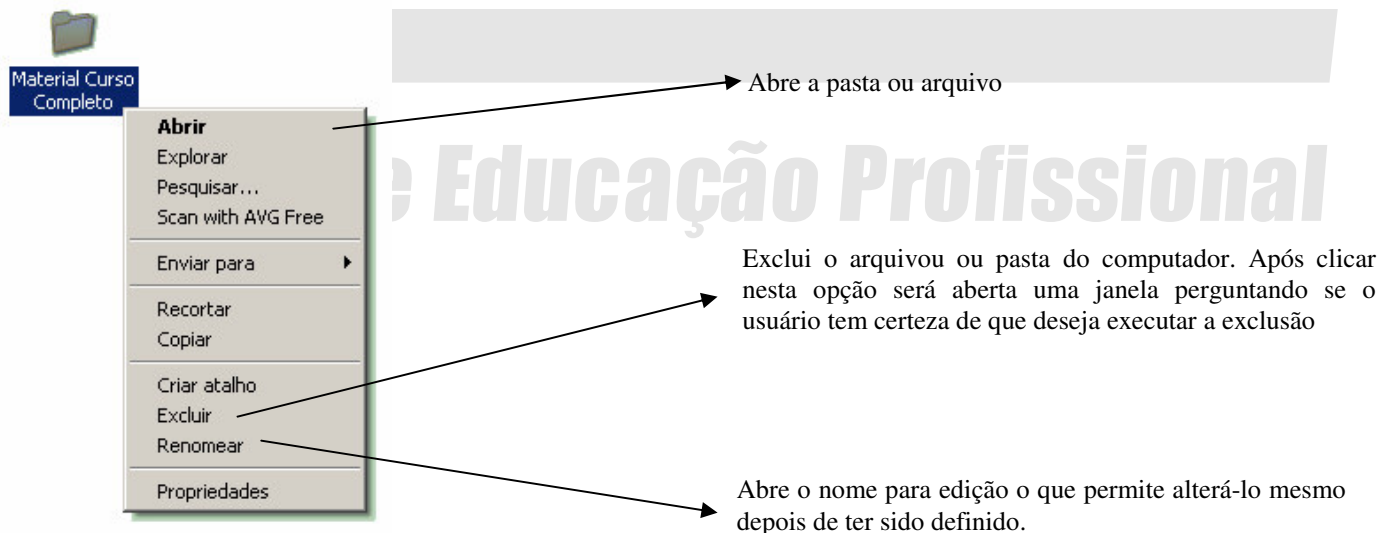 Material Curso
Completo
Abrir
Explorar
Pesquisar...
Scan with AVG Free
Enviar para
Recortar
Copiar
Criar atalho
Excluir
Renomear
Propriedades
Abre a pasta ou arquivo
e Educação Profissional
Exclui o arquivou ou pasta do computador. Após clicar
nesta opção será aberta uma janela perguntando se o
usuário tem certeza de que deseja executar a exclusão
Abre o nome para edição o que permite alterá-lo mesmo
depois de ter sido definido.